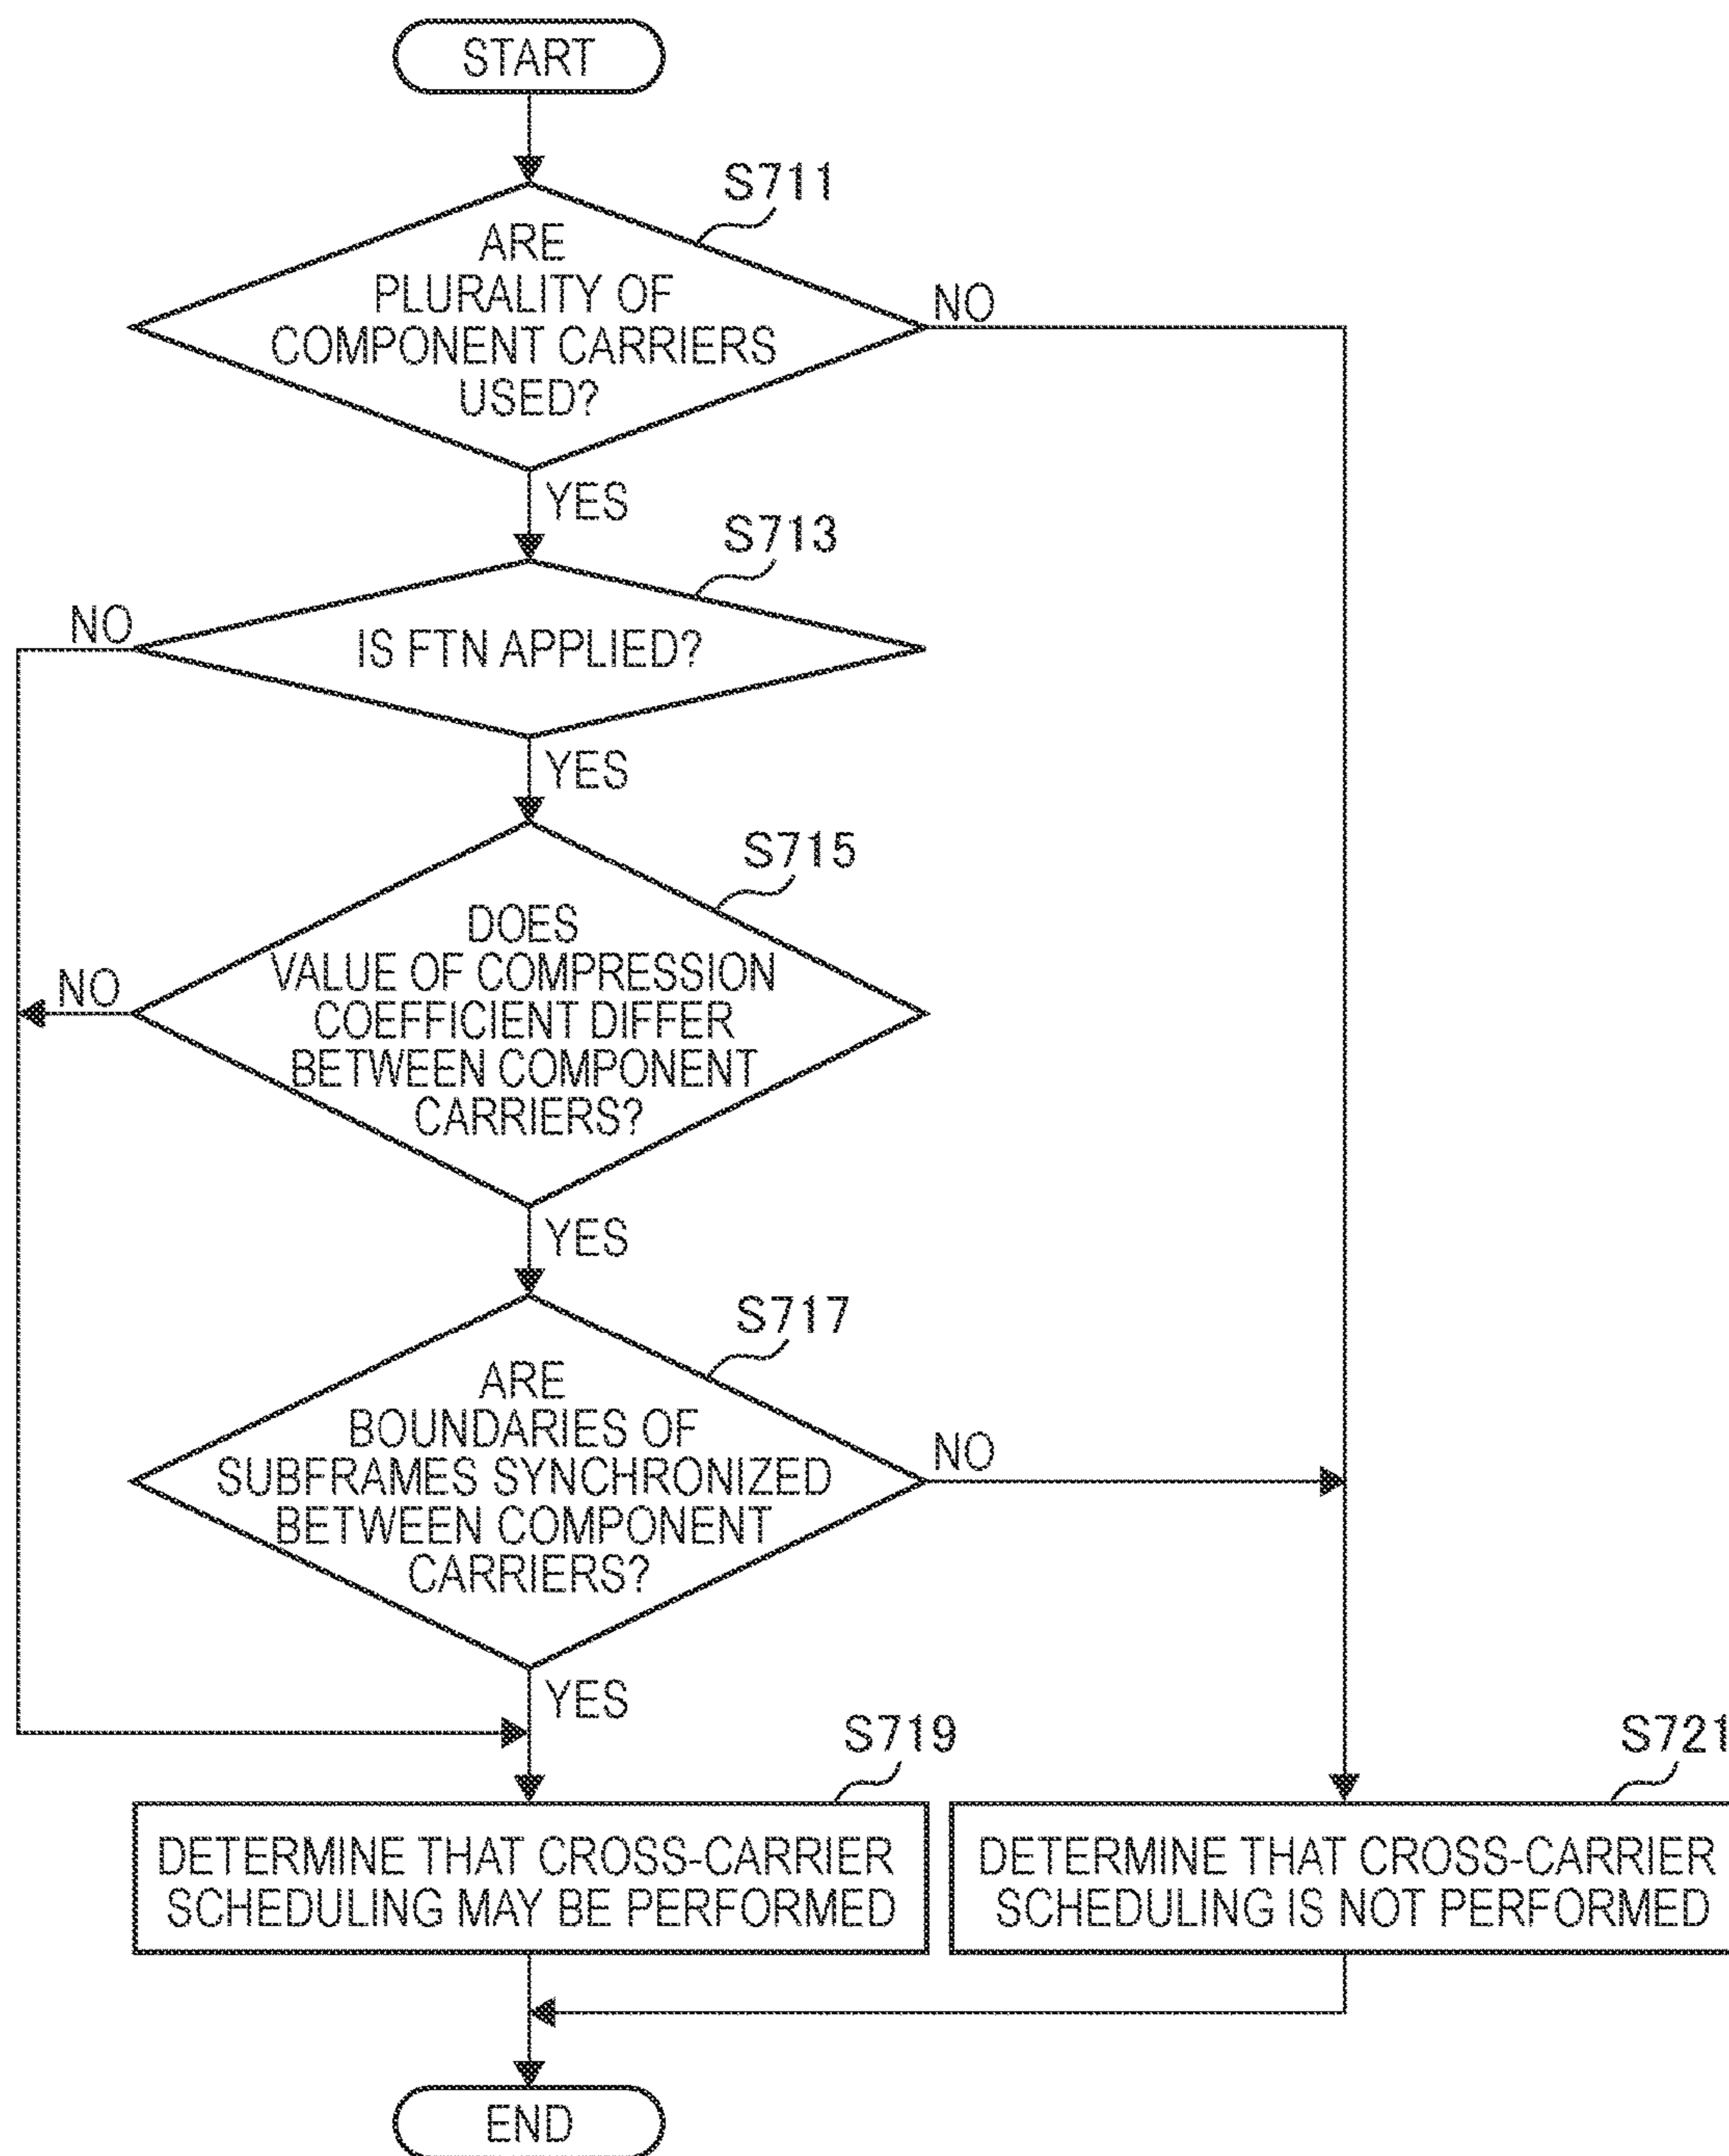 START
S711
ARE
PLURALITY OF
COMPONENT CARRIERS
USED?
NO
YES
S713
NO
IS FTN APPLIED?
YES
S715
DOES
VALUE OF COMPRESSION
COEFFICIENT DIFFER
BETWEEN COMPONENT
CARRIERS?
NO
YES
S717
ARE
BOUNDARIES OF
SUBFRAMES SYNCHRONIZED
BETWEEN COMPONENT
CARRIERS?
NO
YES
S719
S721
DETERMINE THAT CROSS-CARRIER
SCHEDULING MAY BE PERFORMED
DETERMINE THAT CROSS-CARRIER
SCHEDULING IS NOT PERFORMED
END